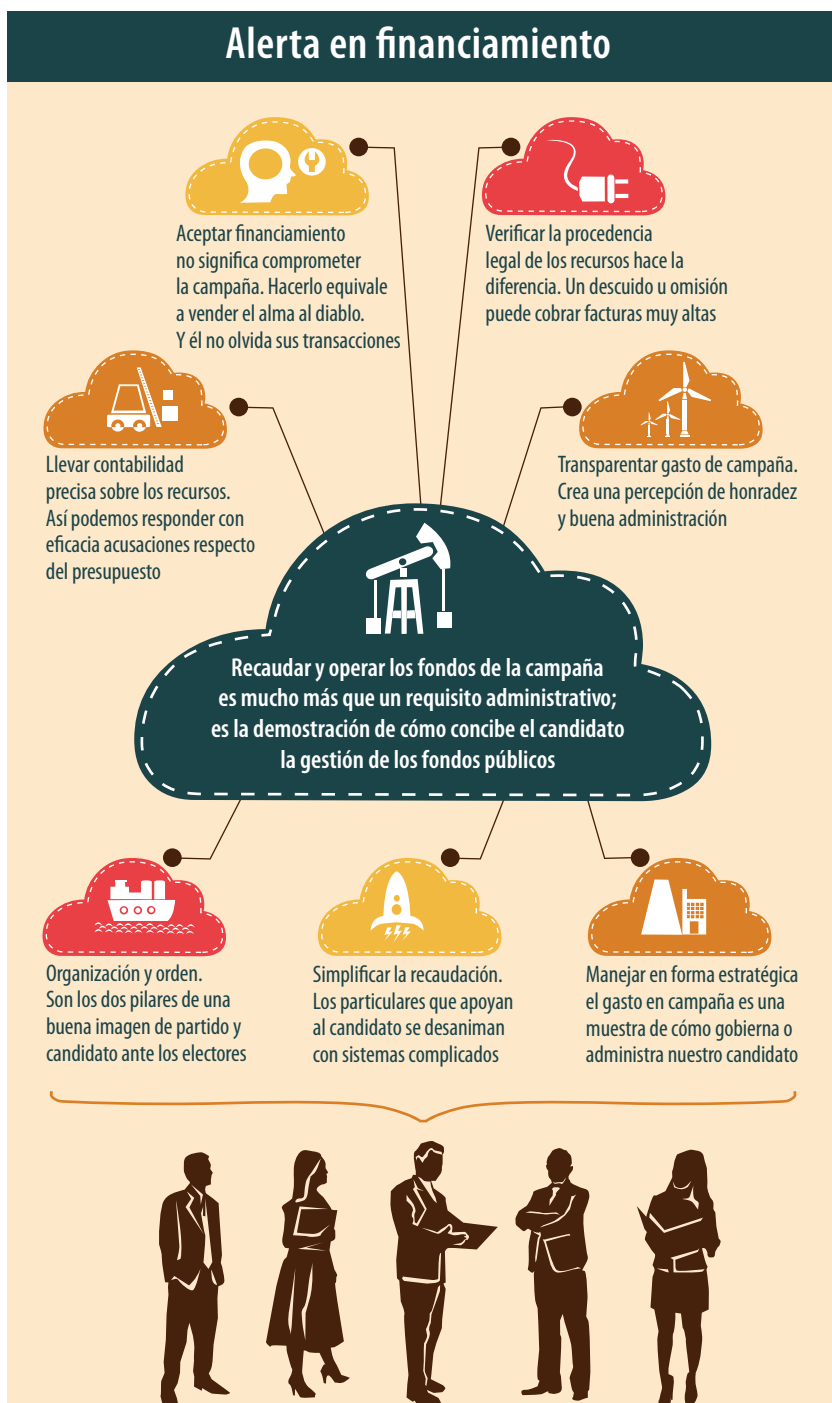 Alerta en financiamiento
Aceptar financiamiento
no significa comprometer
la campaña. Hacerlo equivale
a vender el alma al diablo.
Y él no olvida sus transacciones
Verificar la procedencia
legal de los recursos hace la
diferencia. Un descuido u omisión
puede cobrar facturas muy altas
Llevar contabilidad
precisa sobre los recursos.
Así podemos responder con
eficacia acusaciones respecto
del presupuesto
Transparentar gasto de campaña.
Crea una percepción de honradez
y buena administración
Recaudar y operar los fondos de la campaña
es mucho más que un requisito administrativo;
es la demostración de cómo concibe el candidato
la gestión de los fondos públicos
Organización y orden.
Son los dos pilares de una
buena imagen de partido y
candidato ante los electores
Simplificar la recaudación.
Los particulares que apoyan
al candidato se desaniman
con sistemas complicados
Manejar en forma estratégica
el gasto en campaña es una
muestra de cómo gobierna o
administra nuestro candidato